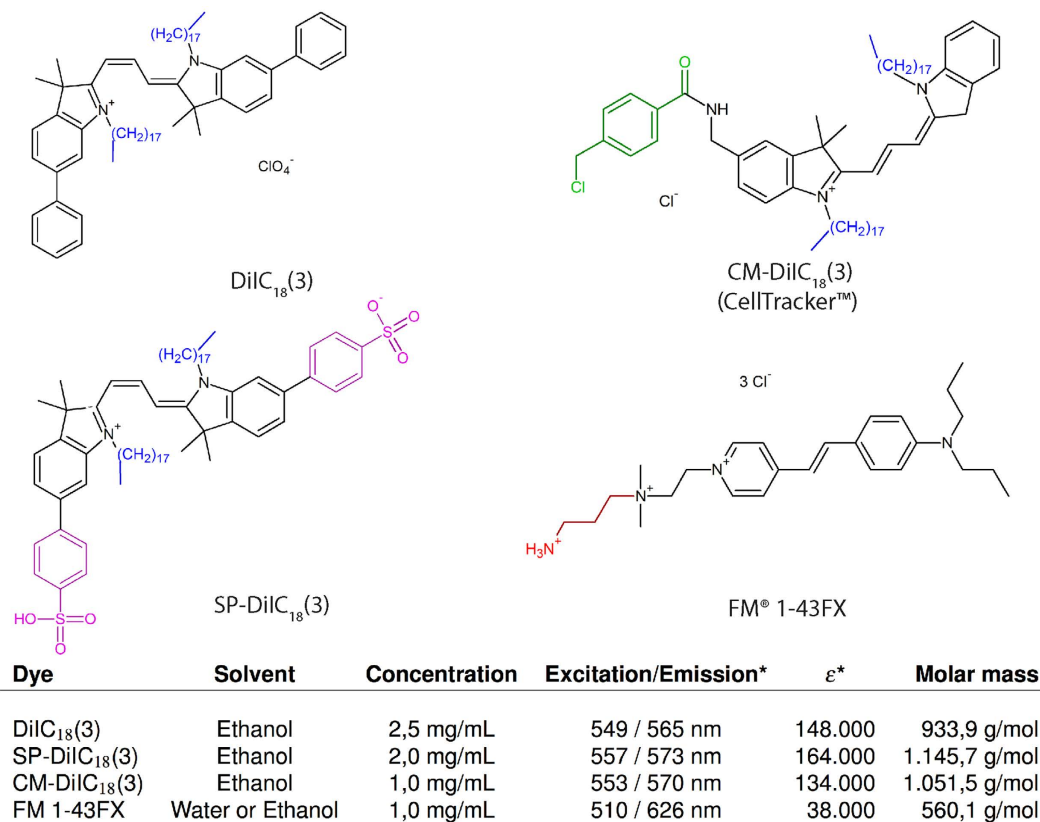 (H₂C)₁₇
N
N⁺
(CH₂)₁₇
ClO₄⁻
DiIC₁₈(3)
O
NH
Cl
Cl⁻
(H₂C)₁₇
N
N⁺
(CH₂)₁₇
CM-DiIC₁₈(3)
(CellTracker™)
O⁻
S
O
O
(H₂C)₁₇
N
N⁺
(CH₂)₁₇
HO
S
O
O
SP-DiIC₁₈(3)
3 Cl⁻
N
N⁺
N⁺
H₃N⁺
FM® 1-43FX
Dye Solvent Concentration Excitation/Emission* ε* Molar mass
DiIC₁₈(3) Ethanol 2,5 mg/mL 549 / 565 nm 148.000 933,9 g/mol
SP-DiIC₁₈(3) Ethanol 2,0 mg/mL 557 / 573 nm 164.000 1.145,7 g/mol
CM-DiIC₁₈(3) Ethanol 1,0 mg/mL 553 / 570 nm 134.000 1.051,5 g/mol
FM 1-43FX Water or Ethanol 1,0 mg/mL 510 / 626 nm 38.000 560,1 g/mol